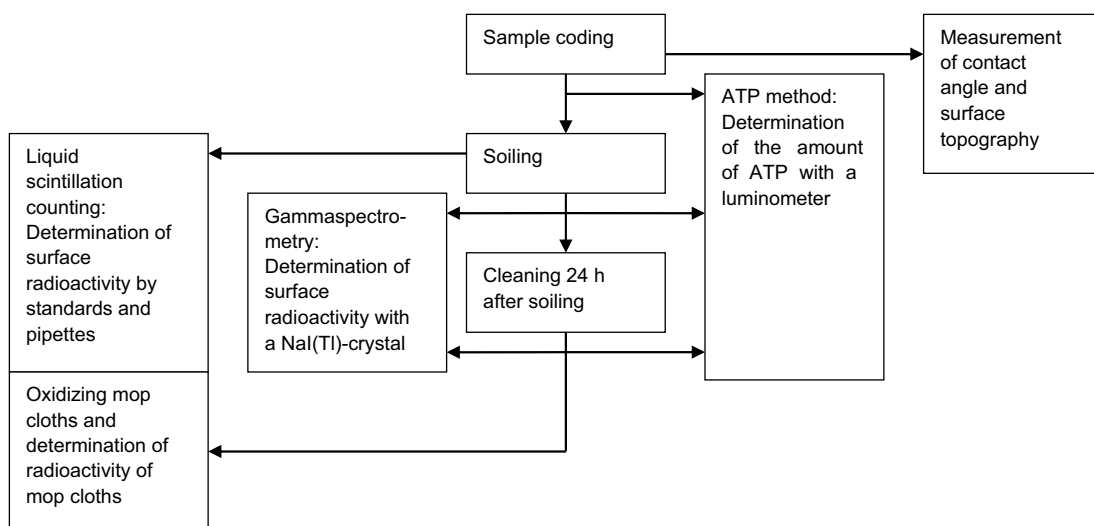 Sample coding
Measurement
of contact
angle and
surface
topography
ATP method:
Determination
of the amount
of ATP with a
luminometer
Soiling
Liquid
scintillation
counting:
Determination of
surface
radioactivity by
standards and
pipettes
Gammaspectro-
metry:
Determination of
surface
radioactivity with
a NaI(Tl)-crystal
Cleaning 24 h
after soiling
Oxidizing mop
cloths and
determination of
radioactivity of
mop cloths